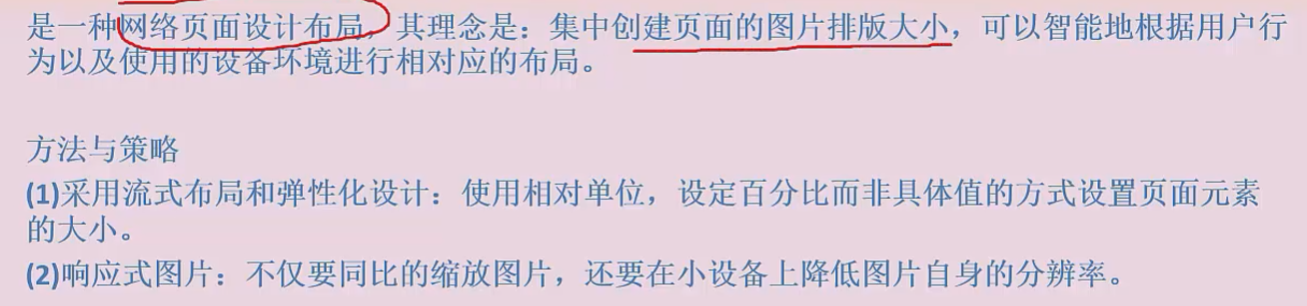 是一种网络页面设计布局，其理念是：集中创建页面的图片排版大小，可以智能地根据用户行
为以及使用的设备环境进行相对应的布局。
方法与策略
(1)采用流式布局和弹性化设计：使用相对单位，设定百分比而非具体值的方式设置页面元素
的大小。
(2)响应式图片：不仅要同比的缩放图片，还要在小设备上降低图片自身的分辨率。